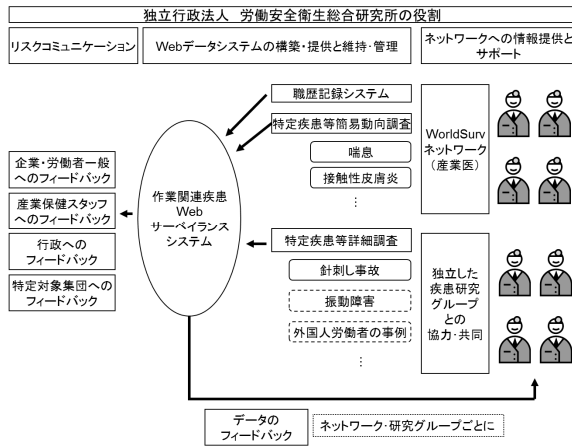 独立行政法人　労働安全衛生総合研究所の役割
リスクコミュニケーション
Webデータシステムの構築・提供と維持・管理
ネットワークへの情報提供と
サポート
職歴記録システム
特定疾患等簡易動向調査
喘息
接触性皮膚炎
…
WorldSurv
ネットワーク
(産業医)
企業・労働者一般
へのフィードバック
産業保健スタッフ
へのフィードバック
行政への
フィードバック
特定対象集団への
フィードバック
作業関連疾患
Web
サーベイランス
システム
特定疾患等詳細調査
針刺し事故
振動障害
外国人労働者の事例
…
独立した
疾患研究
グループ
との
協力・共同
データの
フィードバック
ネットワーク・研究グループごとに